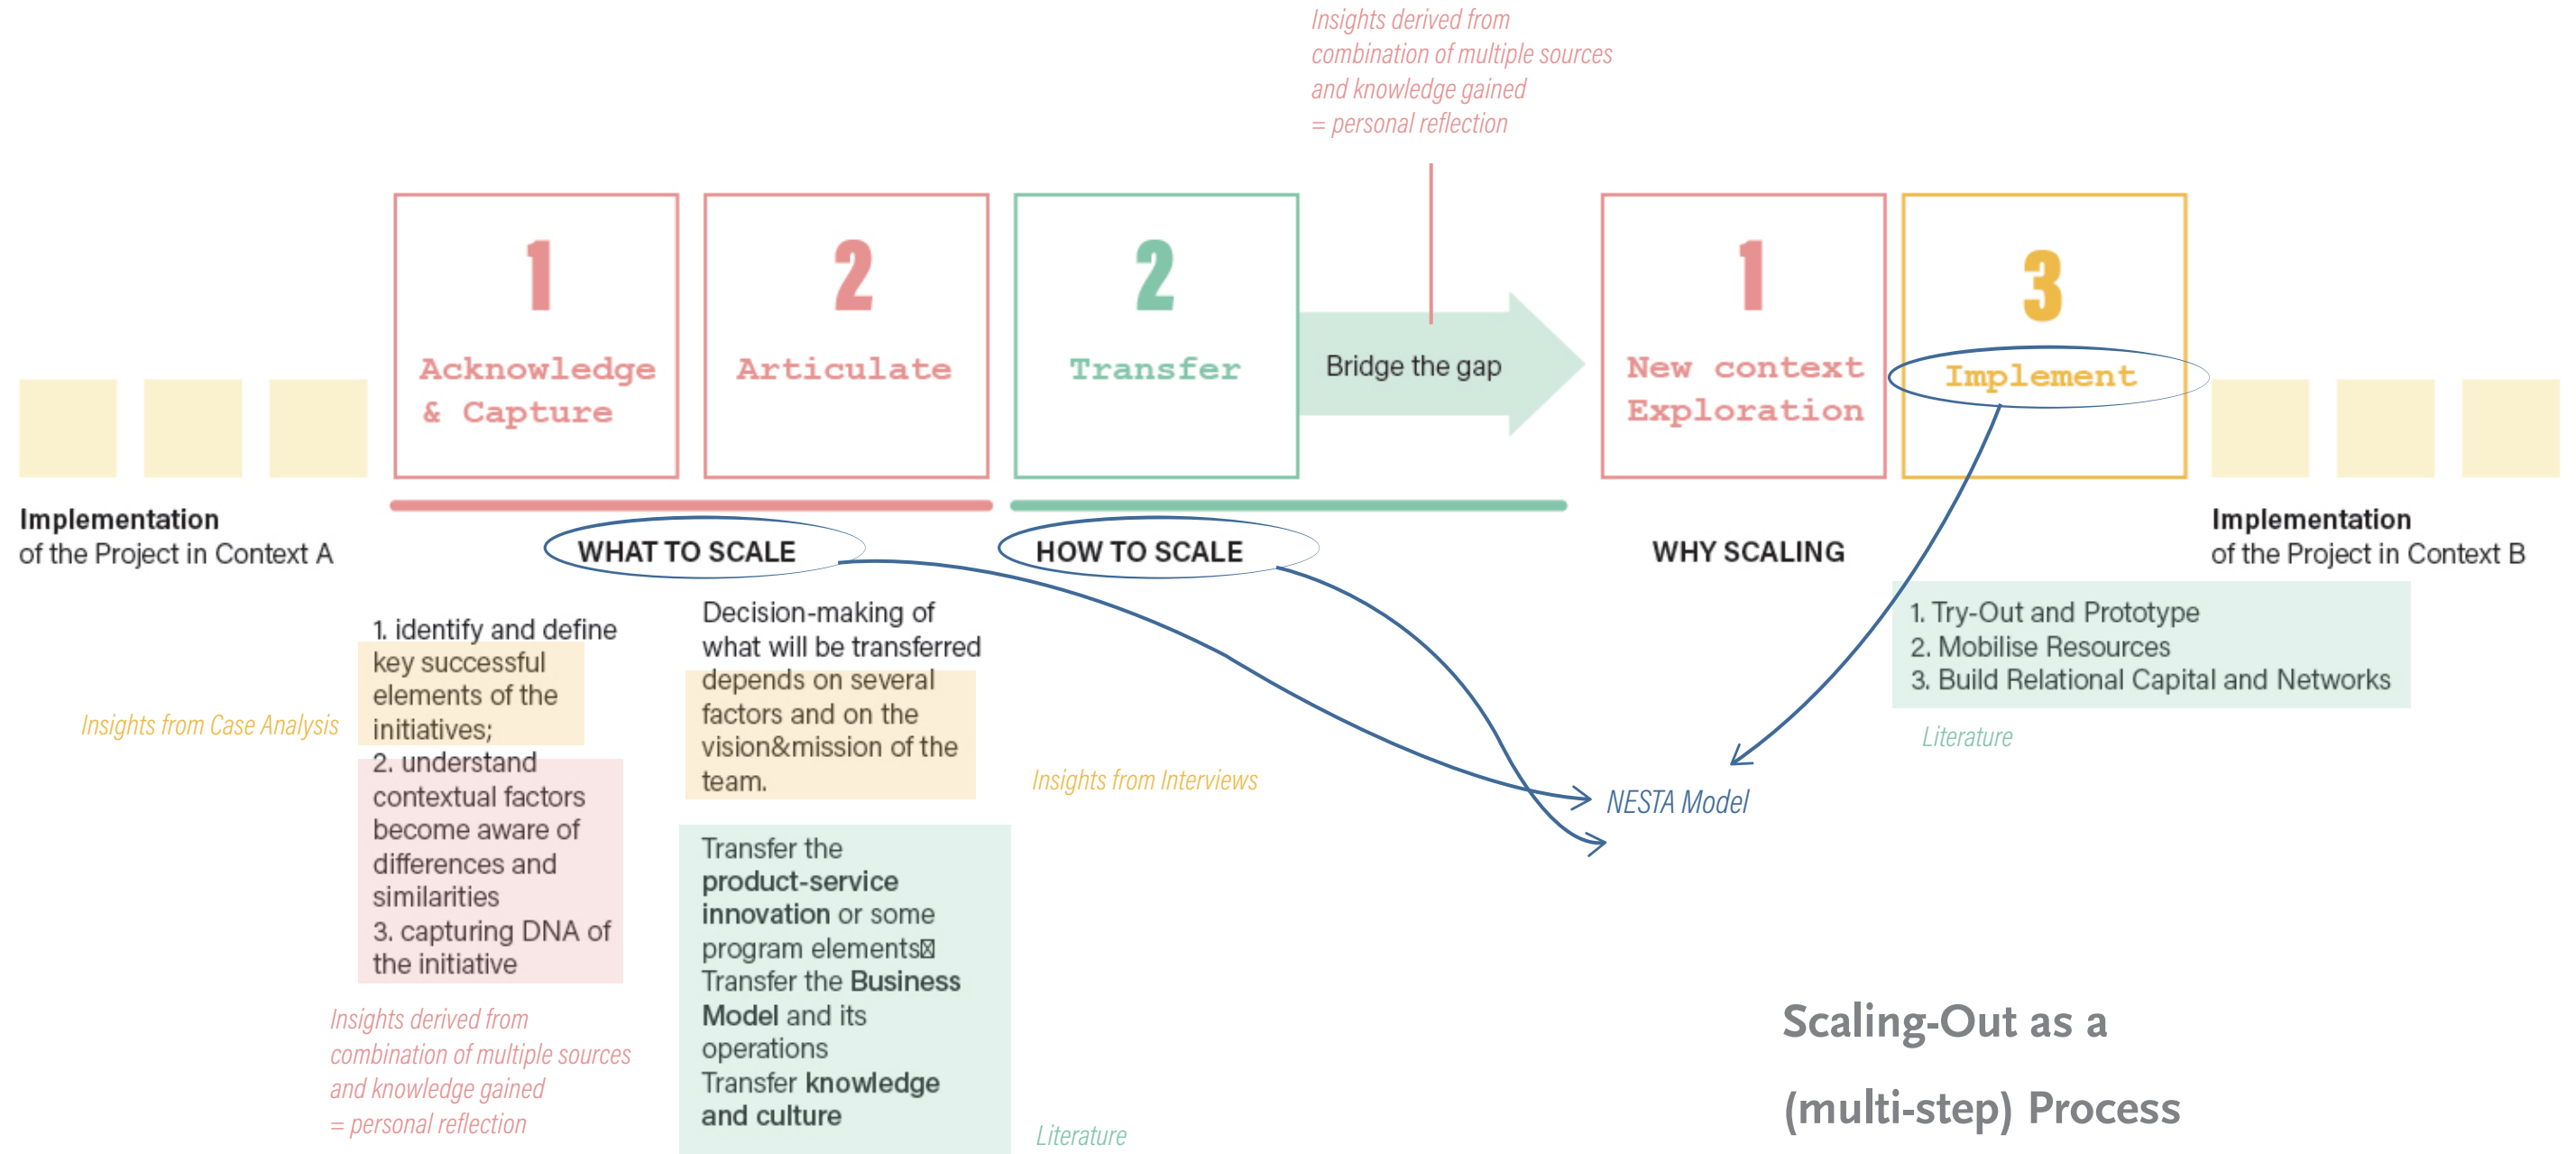 Insights derived from
combination of multiple sources
and knowledge gained
= personal reflection
1
Acknowledge
& Capture
2
Articulate
2
Transfer
Bridge the gap
1
New context
Exploration
3
Implement
Implementation
of the Project in Context A
WHAT TO SCALE
HOW TO SCALE
WHY SCALING
Implementation
of the Project in Context B
1. identify and define
key successful
elements of the
initiatives;
2. understand
contextual factors
become aware of
differences and
similarities
3. capturing DNA of
the initiative
Insights from Case Analysis
Insights derived from
combination of multiple sources
and knowledge gained
= personal reflection
Decision-making of
what will be transferred
depends on several
factors and on the
vision&mission of the
team.
Insights from Interviews
Transfer the
product-service
innovation or some
program elements
Transfer the Business
Model and its
operations
Transfer knowledge
and culture
Literature
NESTA Model
1. Try-Out and Prototype
2. Mobilise Resources
3. Build Relational Capital and Networks
Literature
Scaling-Out as a
(multi-step) Process